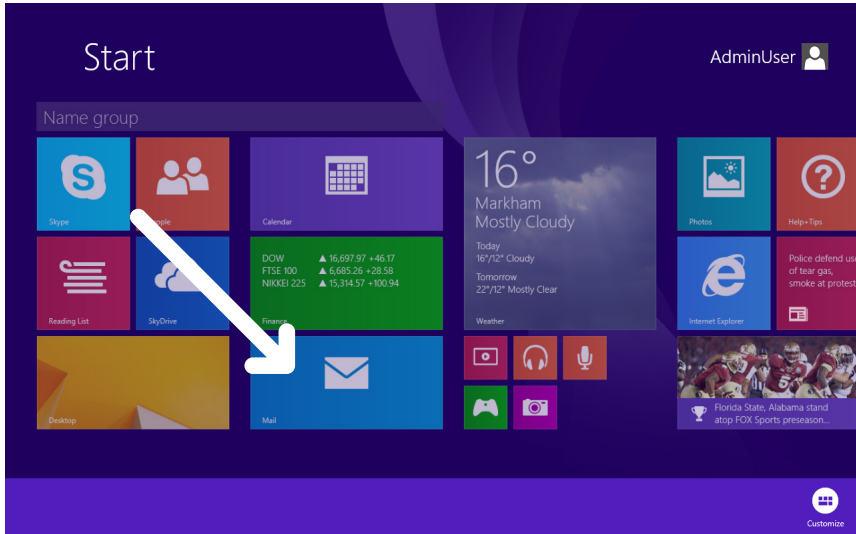 Start
AdminUser
Name group
Skype
Calendar
Photos
Help+Tips
16°
Markham
Mostly Cloudy
Today
16°/12° Cloudy
Tomorrow
22°/12° Mostly Clear
Weather
DOW ▲ 16,697.97 +46.17
FTSE 100 ▲ 6,685.26 +28.58
NIKKEI 225 ▲ 15,314.57 +100.94
Finance
Reading List
SkyDrive
Internet Explorer
Police defend
of tear gas,
smoke at protest
Desktop
Mail
Florida State, Alabama stand
atop FOX Sports preseason...
Customize